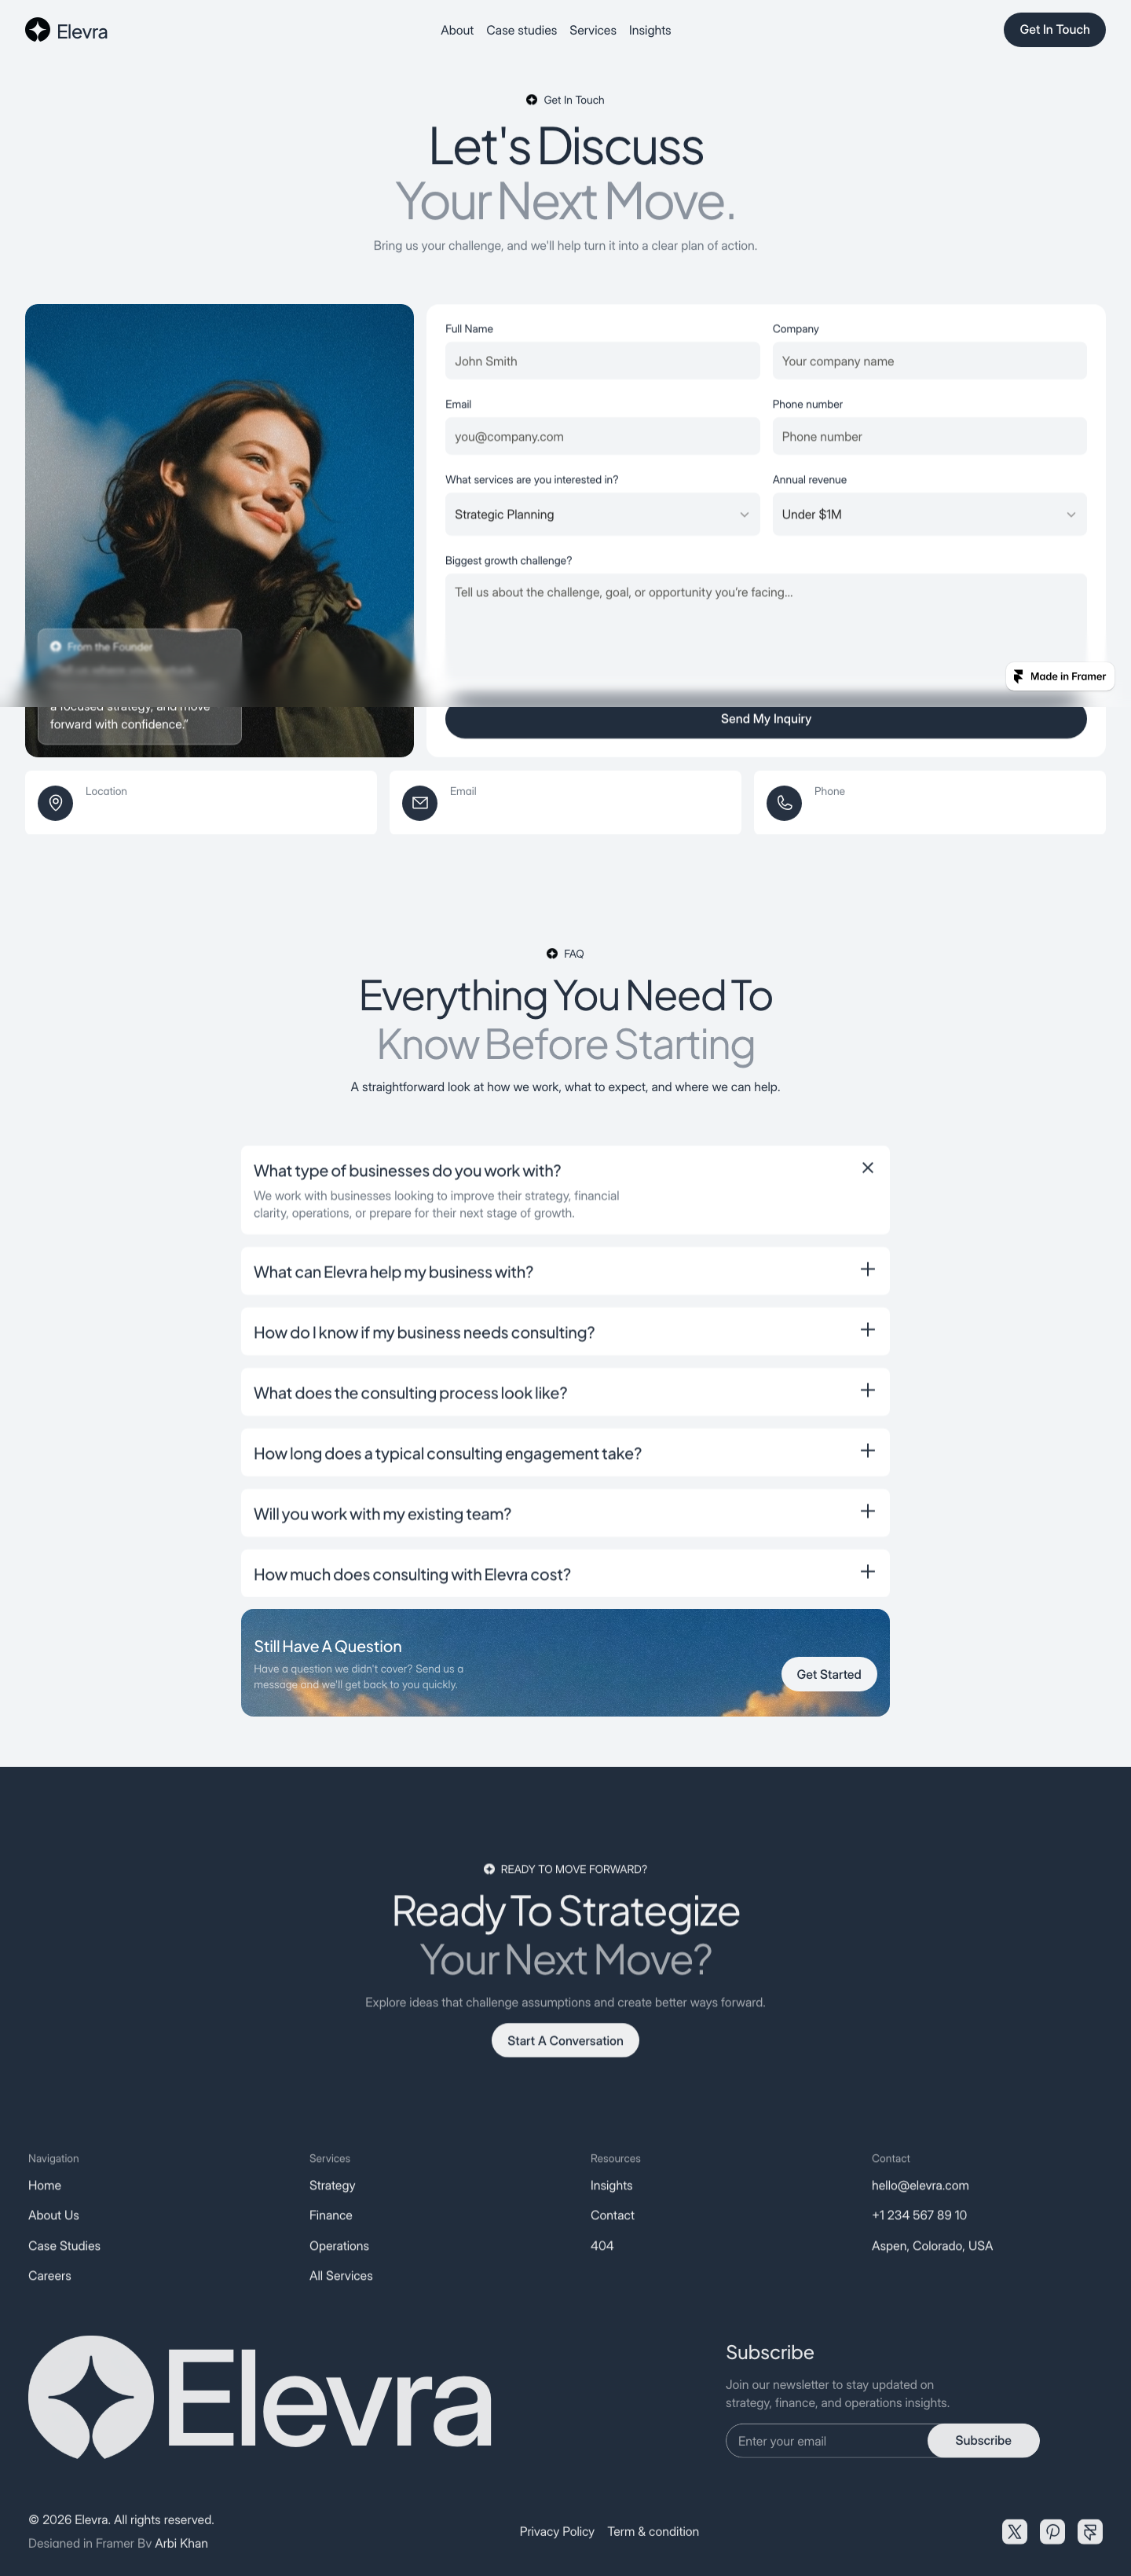 Elevra
About Case studies Services Insights
Get In Touch
Get In Touch
Let's Discuss
Your Next Move.
Bring us your challenge, and we'll help turn it into a clear plan of action.
Full Name
John Smith
Company
Your company name
Email
you@company.com
Phone number
Phone number
What services are you interested in?
Strategic Planning
Annual revenue
Under $1M
Biggest growth challenge?
Tell us about the challenge, goal, or opportunity you're facing...
From the Founder
a focused strategy, and move
forward with confidence."
Made in Framer
Send My Inquiry
Location
Email
Phone
FAQ
Everything You Need To
Know Before Starting
A straightforward look at how we work, what to expect, and where we can help.
What type of businesses do you work with?
We work with businesses looking to improve their strategy, financial
clarity, operations, or prepare for their next stage of growth.
What can Elevra help my business with?
How do I know if my business needs consulting?
What does the consulting process look like?
How long does a typical consulting engagement take?
Will you work with my existing team?
How much does consulting with Elevra cost?
Still Have A Question
Have a question we didn't cover? Send us a
message and we'll get back to you quickly.
Get Started
READY TO MOVE FORWARD?
Ready To Strategize
Your Next Move?
Explore ideas that challenge assumptions and create better ways forward.
Start A Conversation
Navigation
Home
About Us
Case Studies
Careers
Services
Strategy
Finance
Operations
All Services
Resources
Insights
Contact
404
Contact
hello@elevra.com
+1 234 567 89 10
Aspen, Colorado, USA
Elevra
Subscribe
Join our newsletter to stay updated on
strategy, finance, and operations insights.
Enter your email
Subscribe
© 2026 Elevra. All rights reserved.
Designed in Framer By Arbi Khan
Privacy Policy Term & condition